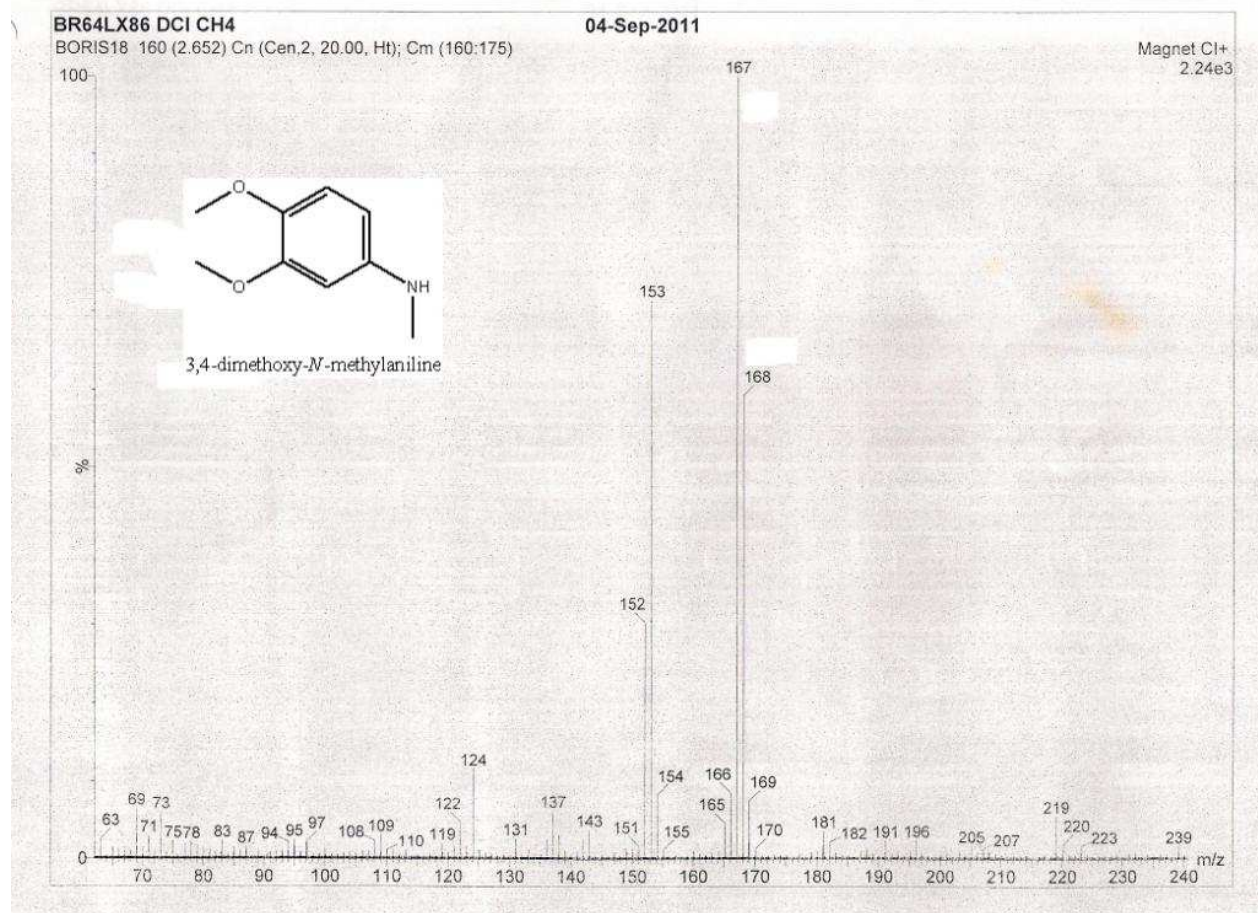 BR64LX86 DCI CH4 04-Sep-2011
BORIS18 160 (2.652) Cn (Cen,2, 20.00, Ht); Cm (160:175)
Magnet CI+
2.24e3
100
167
O
O
NH
3,4-dimethoxy-N-methylaniline
153
168
%
152
124
154
166
169
165
69 73
63 71 75 78 83 87 94 95 97 108 109 110 119 122 131 137 143 151 155 170 181 182 191 196 205 207 219 220 223 239
0
m/z
70 80 90 100 110 120 130 140 150 160 170 180 190 200 210 220 230 240